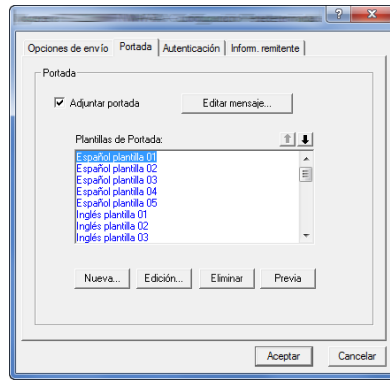 Opciones de envío Portada Autenticación Inform. remitente
Portada
Adjuntar portada Editar mensaje...
Plantillas de Portada:
Español plantilla 01
Español plantilla 02
Español plantilla 03
Español plantilla 04
Español plantilla 05
Inglés plantilla 01
Inglés plantilla 02
Inglés plantilla 03
Nueva... Edición... Eliminar Previa
Aceptar Cancelar